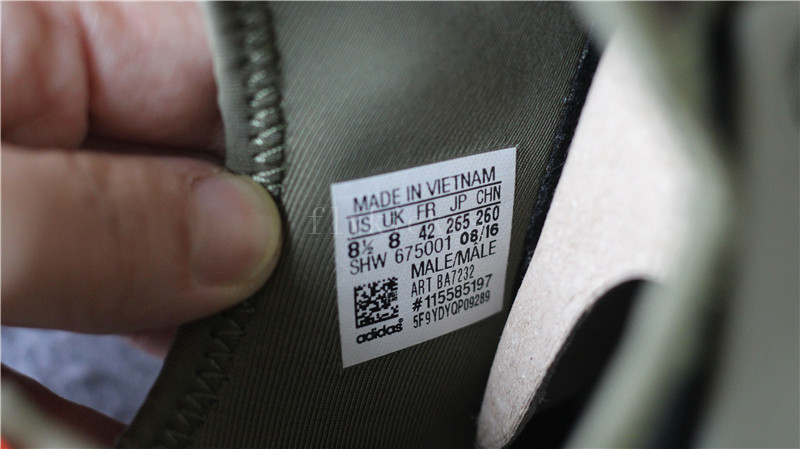 MADE IN VIETNAM
US UK FR JP CHN
8½ 8 42 265 260
SHW 675001 08/16
MALE/MÂLE
ART BA7232
#115585197
5F9YDYQP09289
adidas